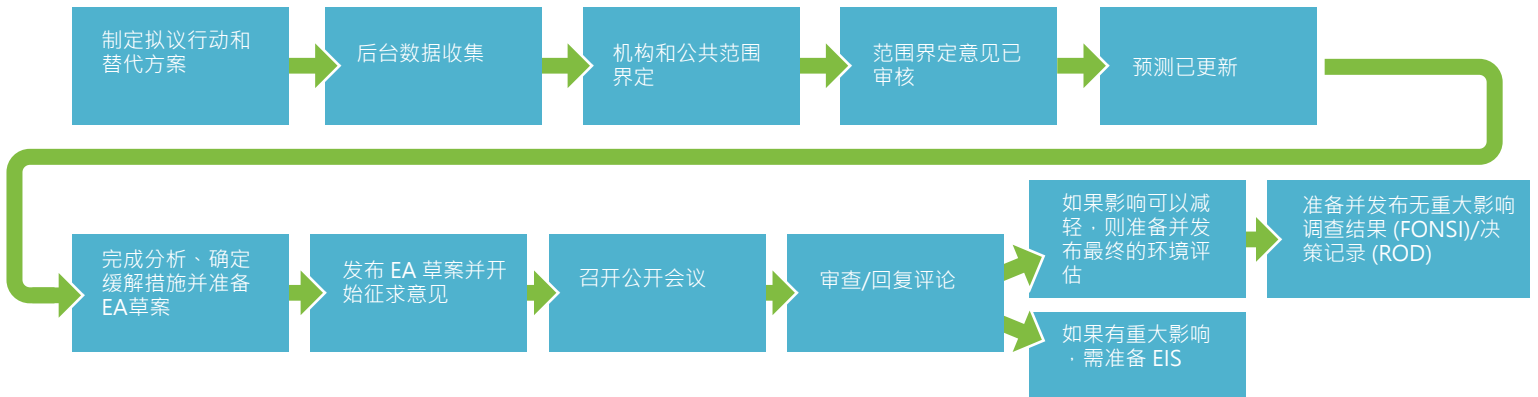 制定拟议行动和
替代方案
后台数据收集
机构和公共范围
界定
范围界定意见已
审核
预测已更新
完成分析、确定
缓解措施并准备
EA草案
发布 EA 草案并开
始征求意见
召开公开会议
审查/回复评论
如果影响可以减
轻，则准备并发
布最终的环境评
估
准备并发布无重大影响
调查结果 (FONSI)/决
策记录 (ROD)
如果有重大影响
，需准备 EIS